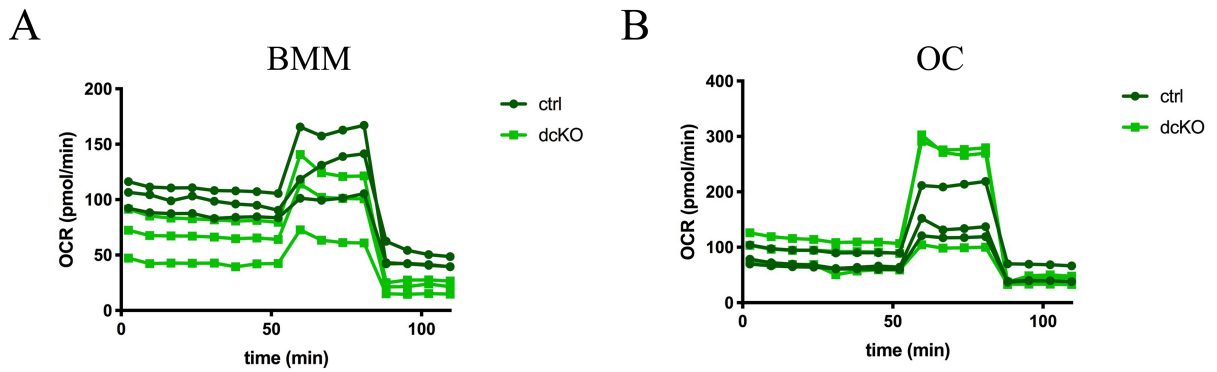 A
BMM
OCR (pmol/min)
200
150
100
50
0
0
50
100
time (min)
ctrl
dcKO
B
OC
OCR (pmol/min)
400
300
200
100
0
0
50
100
time (min)
ctrl
dcKO